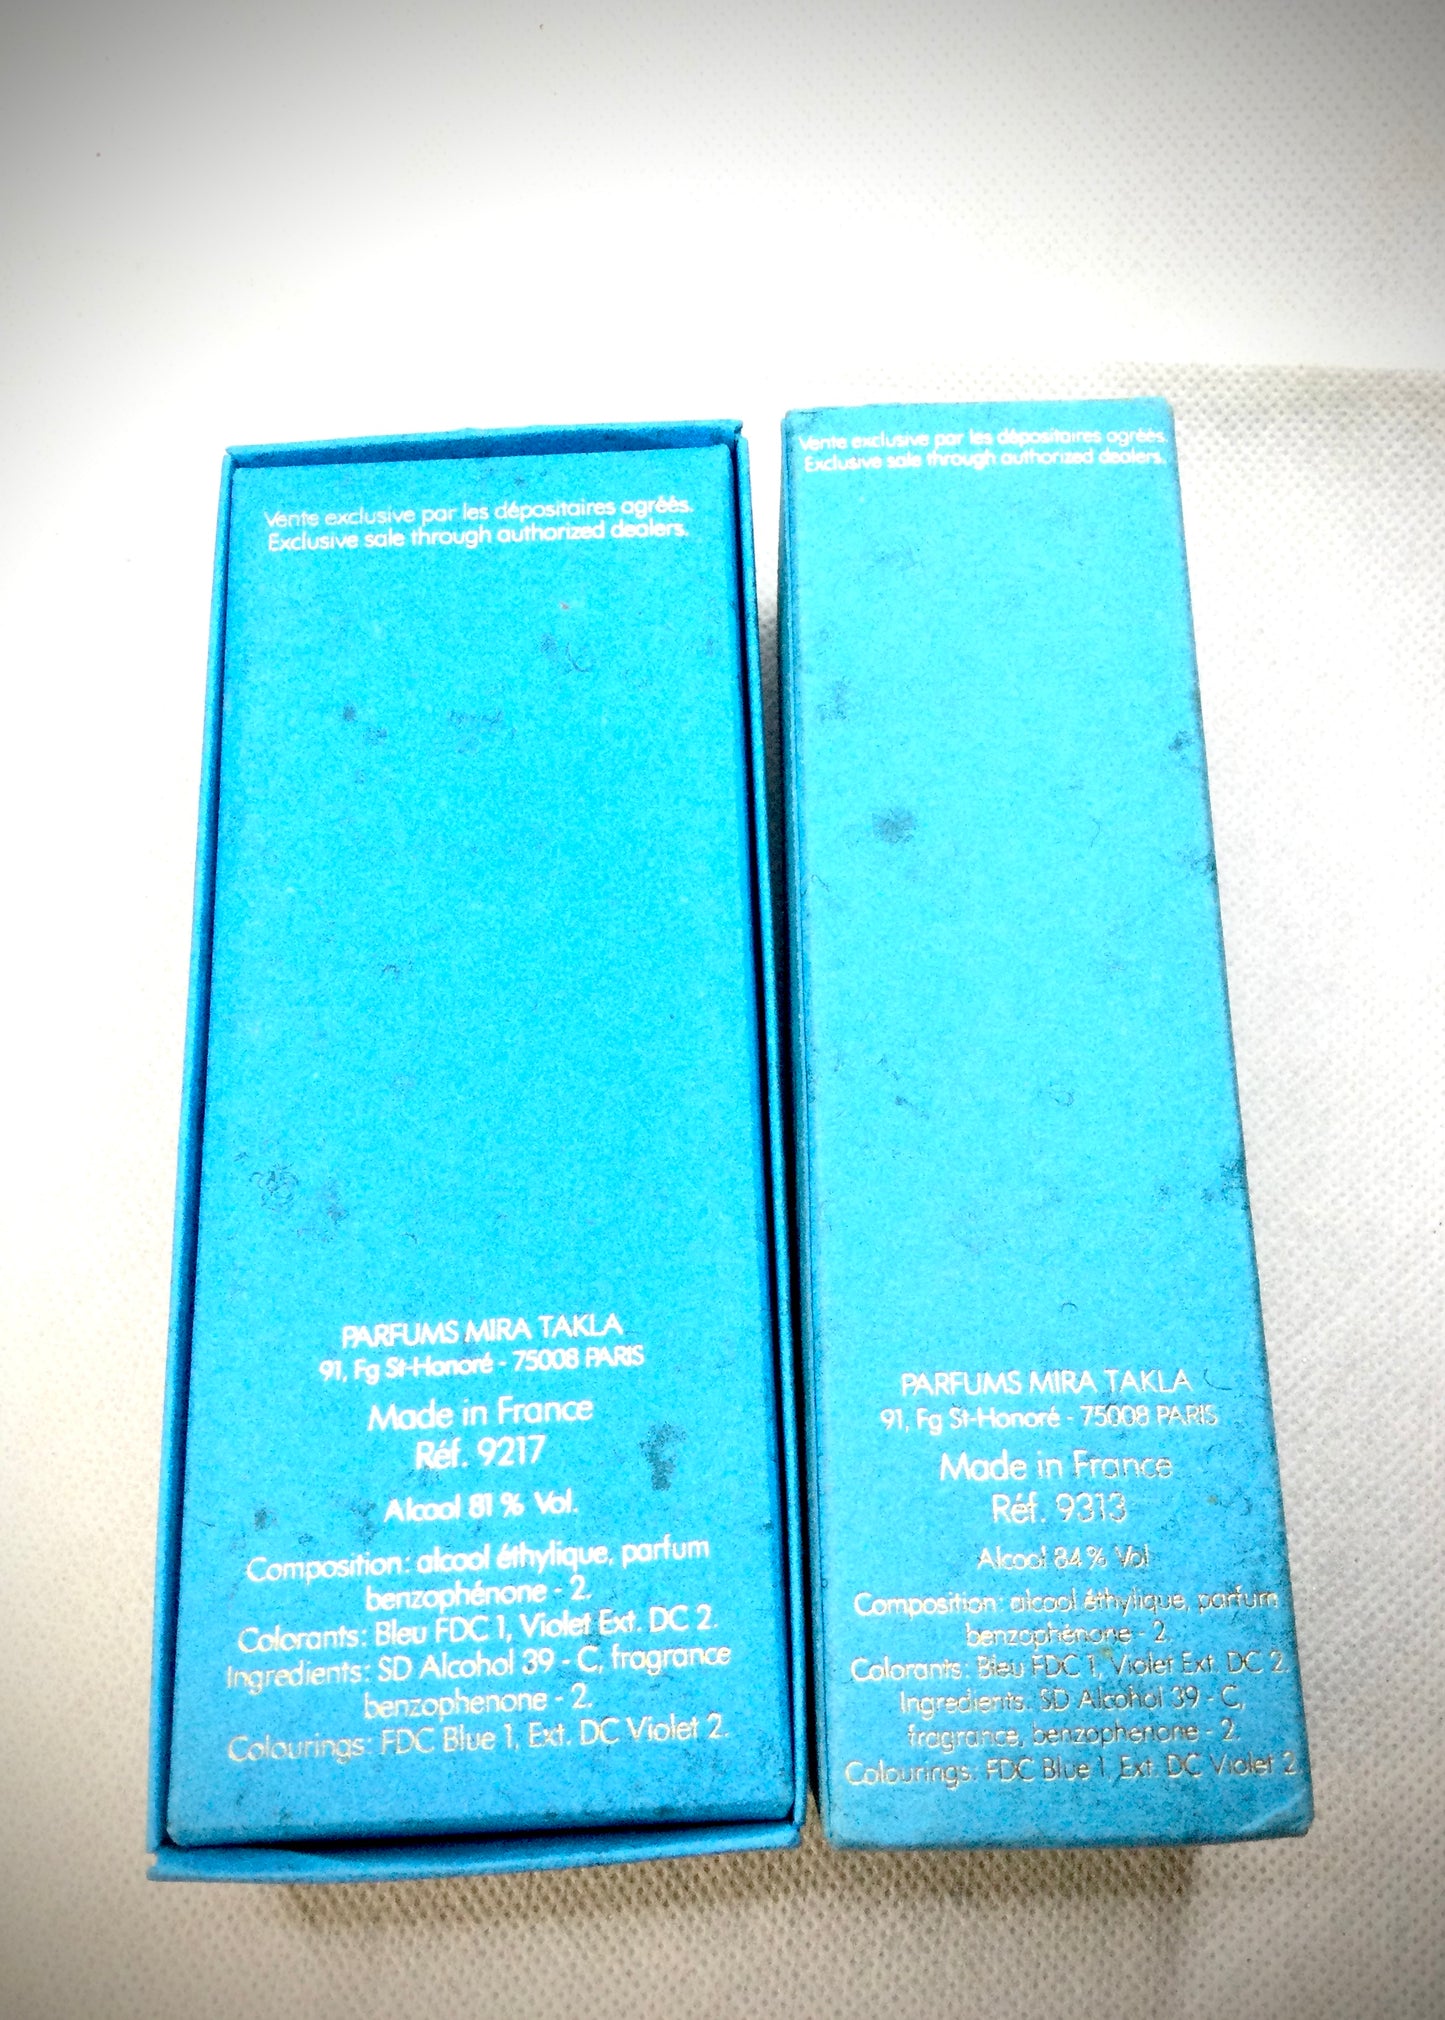 Vente exclusive par les dépositaires agréés.
Exclusive sale through authorized dealers.
PARFUMS MIRA TAKLA
91, Fg St-Honoré - 75008 PARIS
Made in France
Réf. 9217
Alcool 81 % Vol.
Composition: alcool éthylique, parfum
benzophénone - 2.
Colorants: Bleu FDC 1, Violet Ext. DC 2.
Ingredients: SD Alcohol 39 - C, fragrance
benzophenone - 2.
Colourings: FDC Blue 1, Ext. DC Violet 2.
Vente exclusive par les dépositaires agréés.
Exclusive sale through authorized dealers.
PARFUMS MIRA TAKLA
91, Fg St-Honoré - 75008 PARIS
Made in France
Réf. 9313
Alcool 84 % Vol
Composition: alcool éthylique, parfum
benzophénone - 2.
Colorants: Bleu FDC 1, Violet Ext. DC 2.
Ingredients: SD Alcohol 39 - C,
fragrance, benzophenone - 2.
Colourings: FDC Blue 1, Ext. DC Violet 2